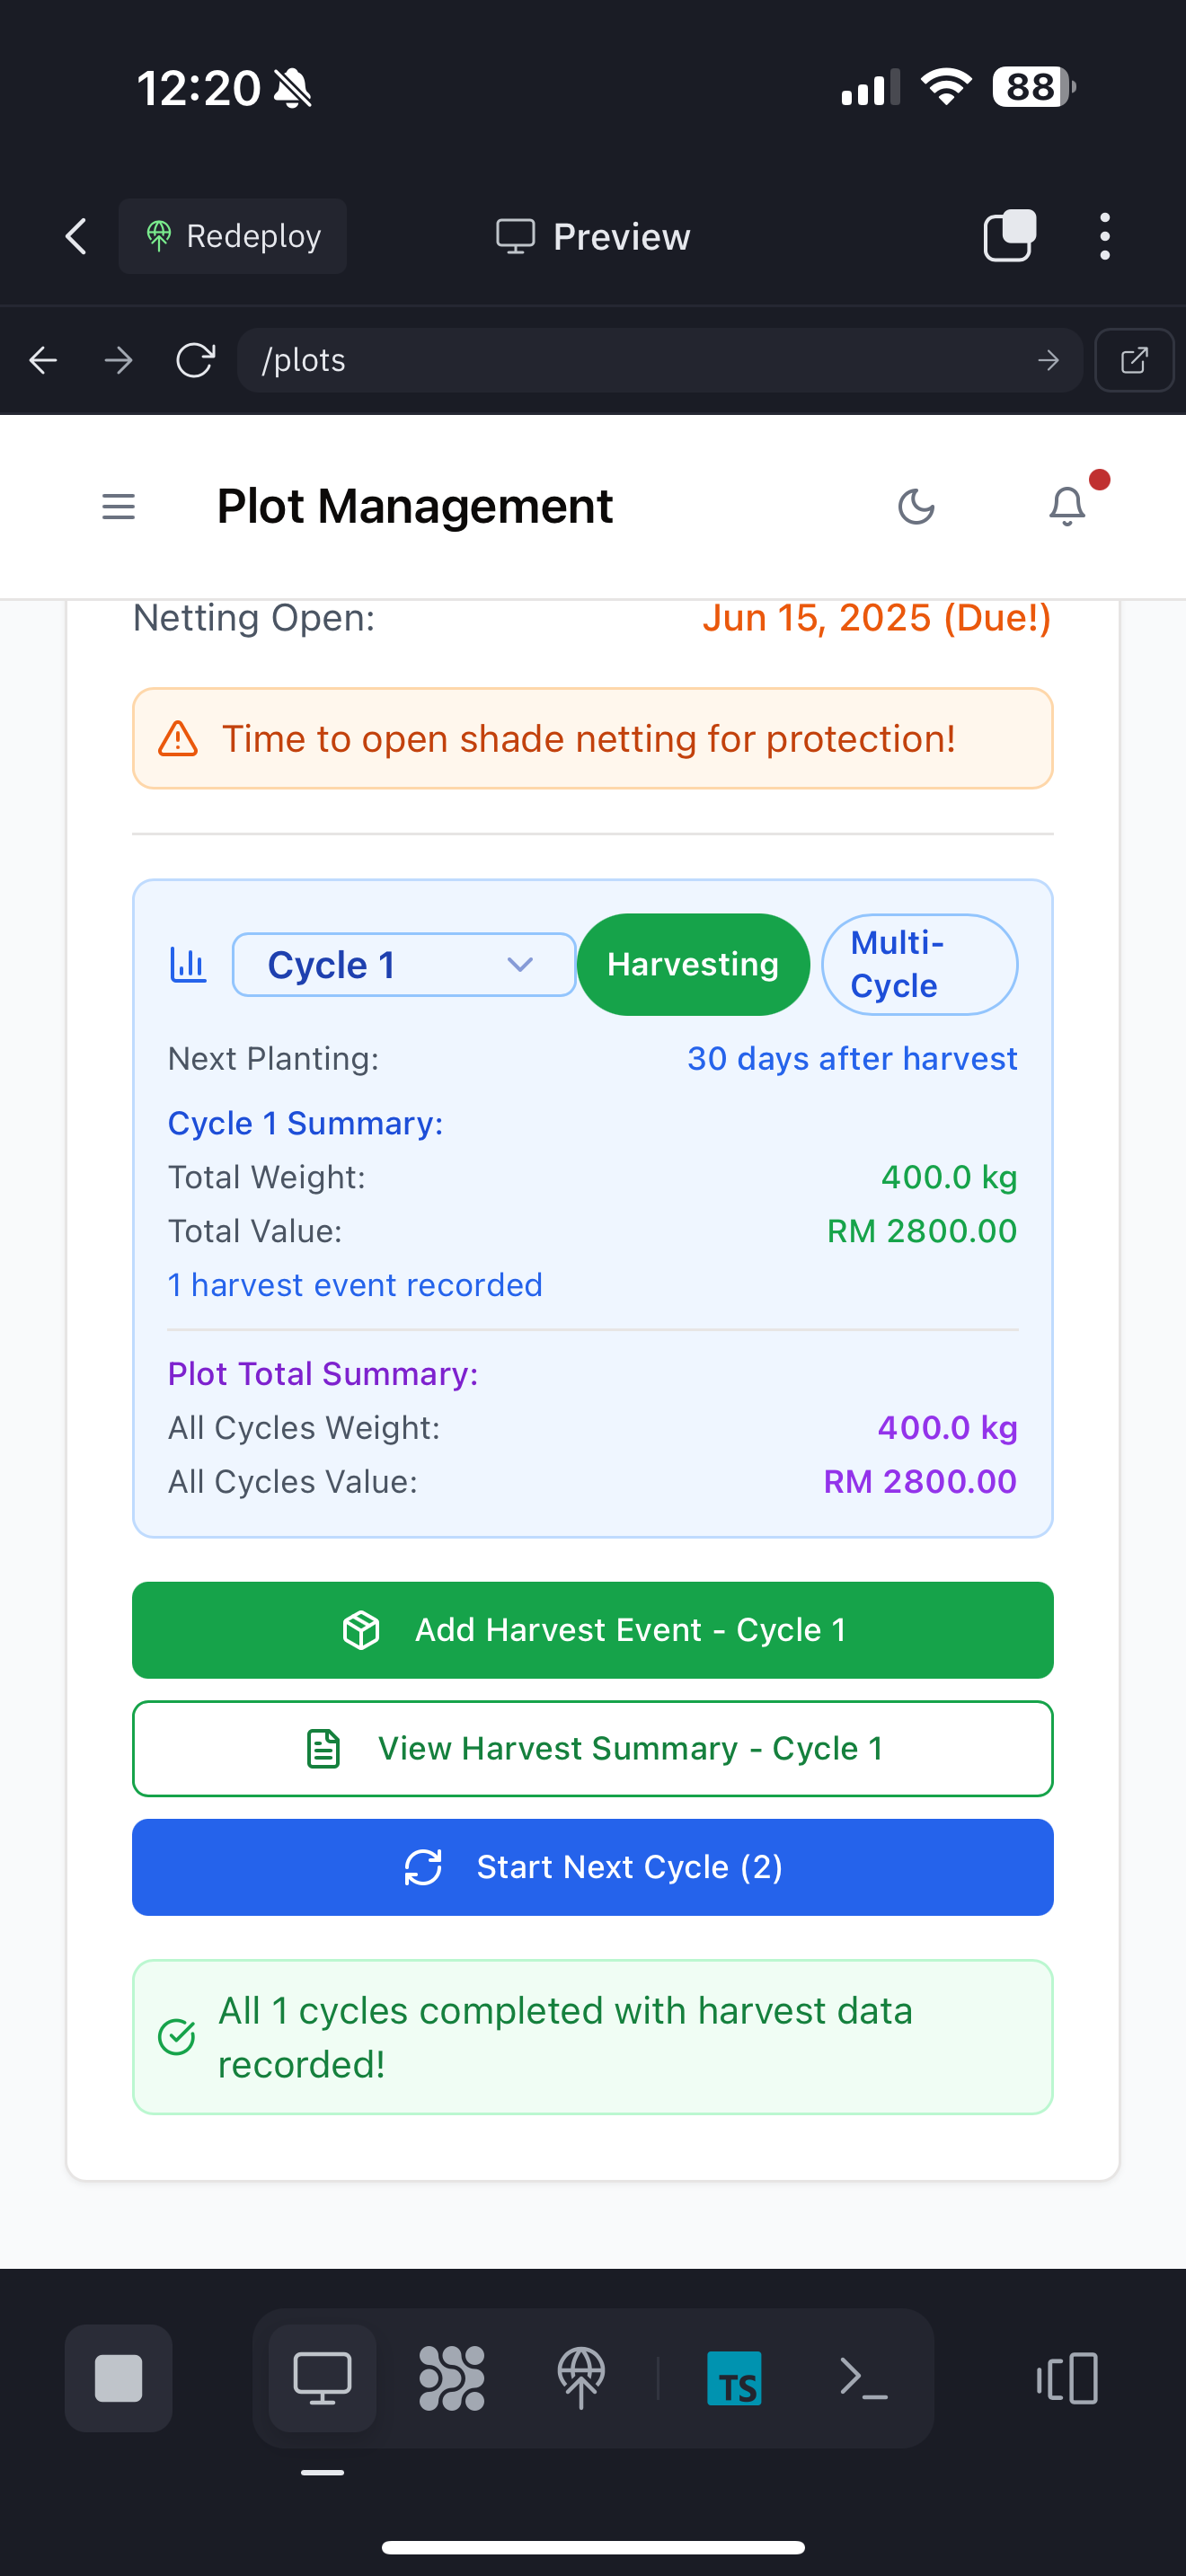 12:20
88
Redeploy
Preview
/plots
Plot Management
Netting Open: Jun 15, 2025 (Due!)
Time to open shade netting for protection!
Cycle 1 Harvesting Multi-
Cycle
Next Planting: 30 days after harvest
Cycle 1 Summary:
Total Weight: 400.0 kg
Total Value: RM 2800.00
1 harvest event recorded
Plot Total Summary:
All Cycles Weight: 400.0 kg
All Cycles Value: RM 2800.00
Add Harvest Event - Cycle 1
View Harvest Summary - Cycle 1
Start Next Cycle (2)
All 1 cycles completed with harvest data
recorded!
TS